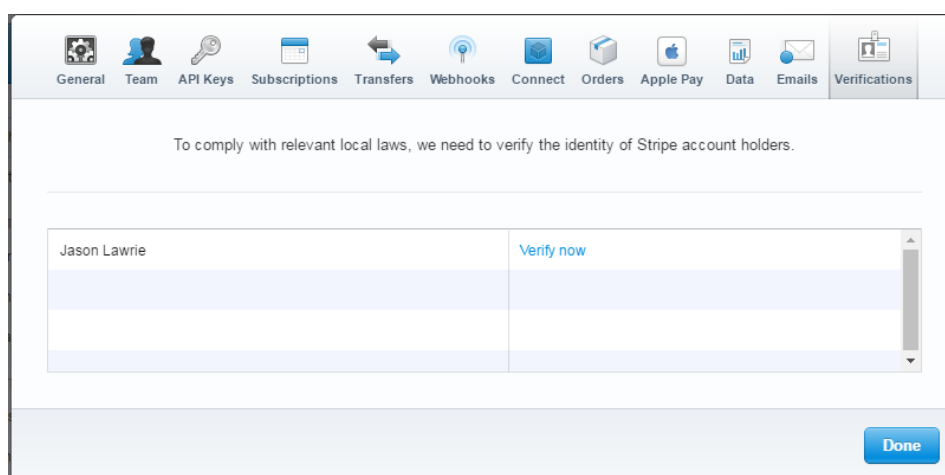 General Team API Keys Subscriptions Transfers Webhooks Connect Orders Apple Pay Data Emails Verifications
To comply with relevant local laws, we need to verify the identity of Stripe account holders.
Jason Lawrie Verify now
Done